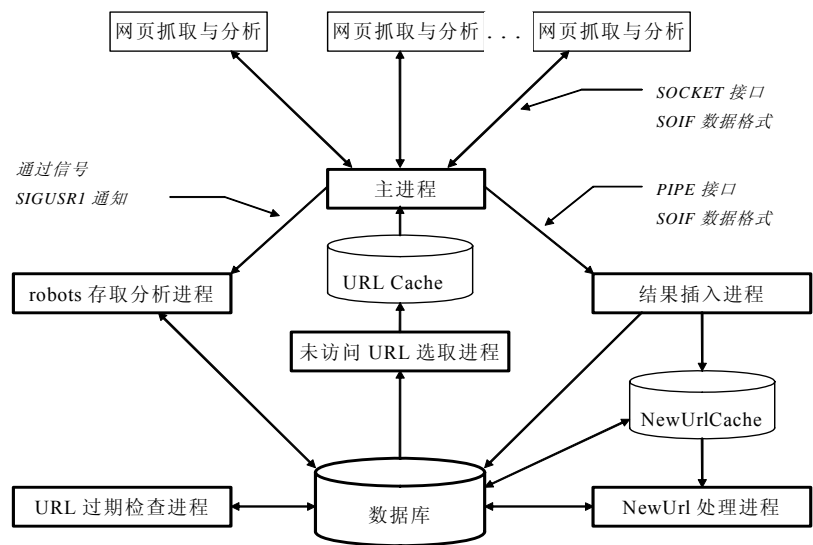 网页抓取与分析
网页抓取与分析
. . .
网页抓取与分析
SOCKET 接口
SOIF 数据格式
通过信号
SIGUSR1 通知
主进程
PIPE 接口
SOIF 数据格式
URL Cache
robots 存取分析进程
结果插入进程
未访问 URL 选取进程
NewUrlCache
URL 过期检查进程
数据库
NewUrl 处理进程